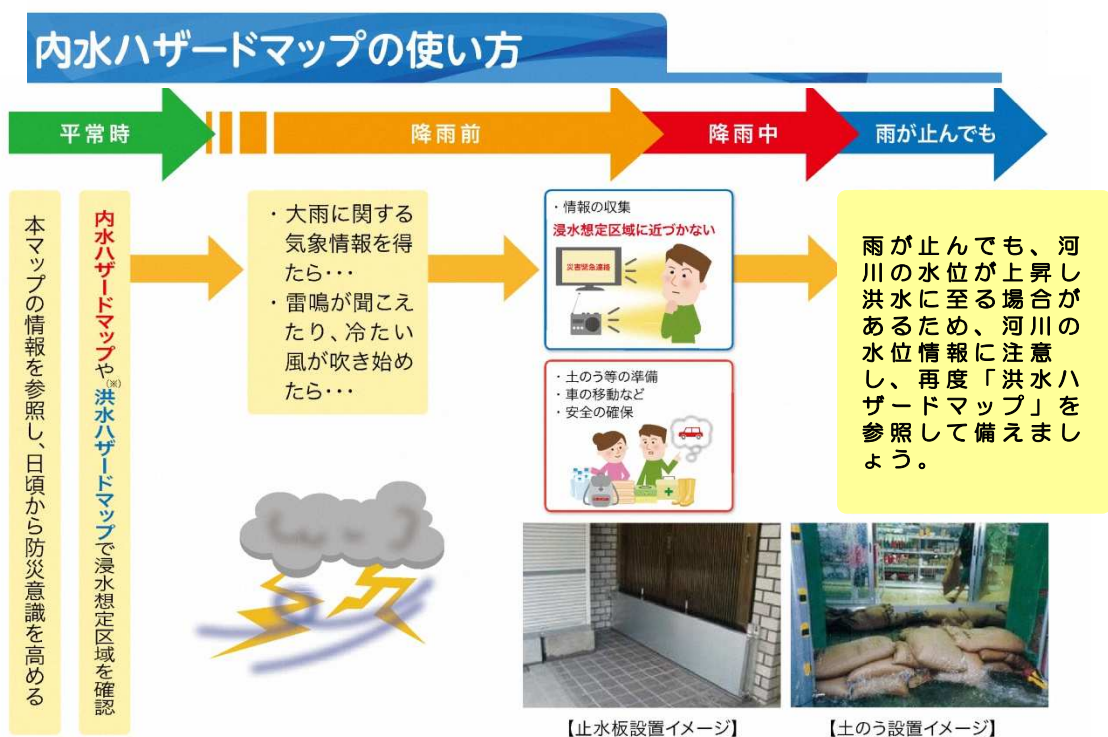 内水ハザードマップの使い方
平常時
降雨前
降雨中
雨が止んでも
本マップの情報を参照し、日頃から防災意識を高める
内水ハザードマップや(※)洪水ハザードマップで浸水想定区域を確認
・大雨に関する
気象情報を得
たら･･･
・雷鳴が聞こえ
たり、冷たい
風が吹き始め
たら･･･
・情報の収集
浸水想定区域に近づかない
災害緊急連絡
・土のう等の準備
・車の移動など
・安全の確保
雨が止んでも、河
川の水位が上昇し
洪水に至る場合が
あるため、河川の
水位情報に注意
し、再度「洪水ハ
ザードマップ」を
参照して備えまし
ょう。
【止水板設置イメージ】
【土のう設置イメージ】